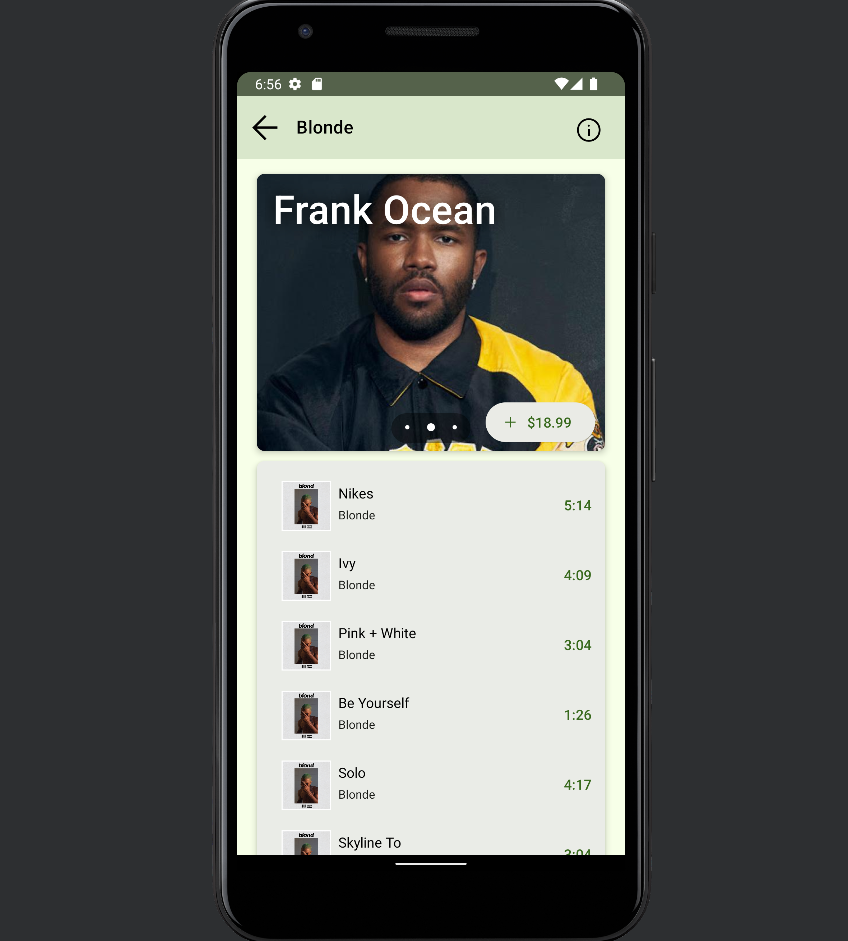 6:56
Blonde
Frank Ocean
+ $18.99
blond
Nikes
Blonde
5:14
blond
Ivy
Blonde
4:09
blond
Pink + White
Blonde
3:04
blond
Be Yourself
Blonde
1:26
blond
Solo
Blonde
4:17
blond
Skyline To
3:04